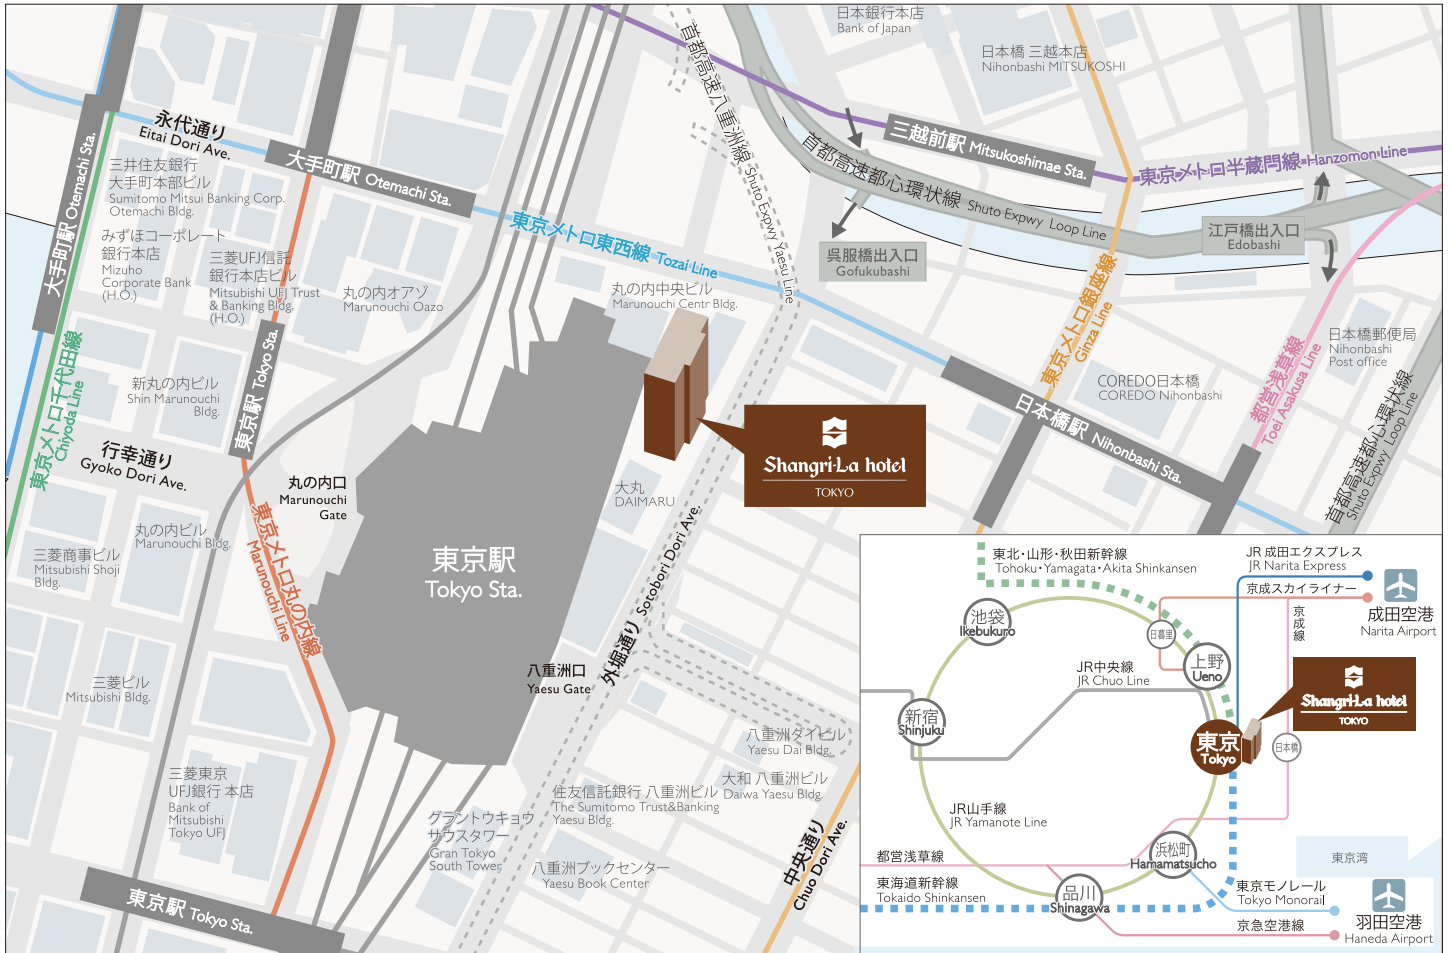 日本銀行本店
Bank of Japan
日本橋 三越本店
Nihonbashi MITSUKOSHI
首都高速八重洲線 Shuto Expwy Yaesu Line
首都高速都心環状線 Shuto Expwy Loop Line
三越前駅 Mitsukoshimae Sta.
東京メトロ半蔵門線 Hanzomon Line
永代通り
Eitai Dori Ave.
大手町駅 Otemachi Sta.
大手町駅 Otemachi Sta.
三井住友銀行
大手町本部ビル
Sumitomo Mitsui Banking Corp.
Otemachi Bldg.
みずほコーポレート
銀行本店
Mizuho
Corporate Bank
(H.O.)
三菱UFJ信託
銀行本店ビル
Mitsubishi UFJ Trust
& Banking Bldg.
(H.O.)
丸の内オアゾ
Marunouchi Oazo
東京メトロ東西線 Tozai Line
丸の内中央ビル
Marunouchi Centr Bldg.
呉服橋出入口
Gofukubashi
江戸橋出入口
Edobashi
東京メトロ銀座線
Ginza Line
都営浅草線
Toei Asakusa Line
日本橋郵便局
Nihonbashi
Post office
COREDO日本橋
COREDO Nihonbashi
日本橋駅 Nihonbashi Sta.
首都高速都心環状線
Shuto Expwy Loop Line
東京メトロ千代田線
Chiyoda Line
新丸の内ビル
Shin Marunouchi
Bldg.
東京駅 Tokyo Sta.
行幸通り
Gyoko Dori Ave.
丸の内口
Marunouchi
Gate
Shangri-La hotel
TOKYO
大丸
DAIMARU
丸の内ビル
Marunouchi Bldg.
三菱商事ビル
Mitsubishi Shoji
Bldg.
東京メトロ丸の内線
Marunouchi Line
東京駅
Tokyo Sta.
八重洲口
Yaesu Gate
外堀通り Sotobori Dori Ave.
三菱ビル
Mitsubishi Bldg.
三菱東京
UFJ銀行 本店
Bank of
Mitsubishi
Tokyo UFJ
東京駅 Tokyo Sta.
グラントウキョウ
サウスタワー
Gran Tokyo
South Tower
住友信託銀行 八重洲ビル
The Sumitomo Trust&Banking
Yaesu Bldg.
八重洲ブックセンター
Yaesu Book Center
八重洲ダイビル
Yaesu Dai Bldg.
大和 八重洲ビル
Daiwa Yaesu Bldg.
中央通り
Chuo Dori Ave.
東北・山形・秋田新幹線
Tohoku・Yamagata・Akita Shinkansen
JR 成田エクスプレス
JR Narita Express
京成スカイライナー
京成線
成田空港
Narita Airport
池袋
Ikebukuro
日暮里
上野
Ueno
JR中央線
JR Chuo Line
新宿
Shinjuku
東京
Tokyo
Shangri-La hotel
TOKYO
日本橋
JR山手線
JR Yamanote Line
都営浅草線
東海道新幹線
Tokaido Shinkansen
浜松町
Hamamatsucho
品川
Shinagawa
東京湾
東京モノレール
Tokyo Monorail
京急空港線
羽田空港
Haneda Airport